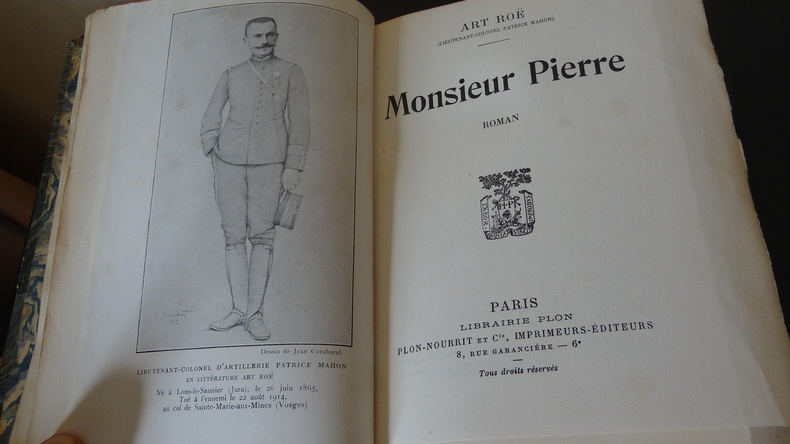 Dessin de Jean Coraboeuf
LIEUTENANT-COLONEL D'ARTILLERIE PATRICE MAHON
EN LITTÉRATURE ART ROË
Né à Lons-le-Saunier (Jura), le 26 juin 1865,
Tué à l'ennemi le 22 août 1914,
au col de Sainte-Marie-aux-Mines (Vosges)
ART ROË
(LIEUTENANT-COLONEL PATRICE MAHON)
Monsieur Pierre
ROMAN
PARIS
LIBRAIRIE PLON
PLON-NOURRIT ET Cie, IMPRIMEURS-ÉDITEURS
8, RUE GARANCIÈRE — 6e
Tous droits réservés